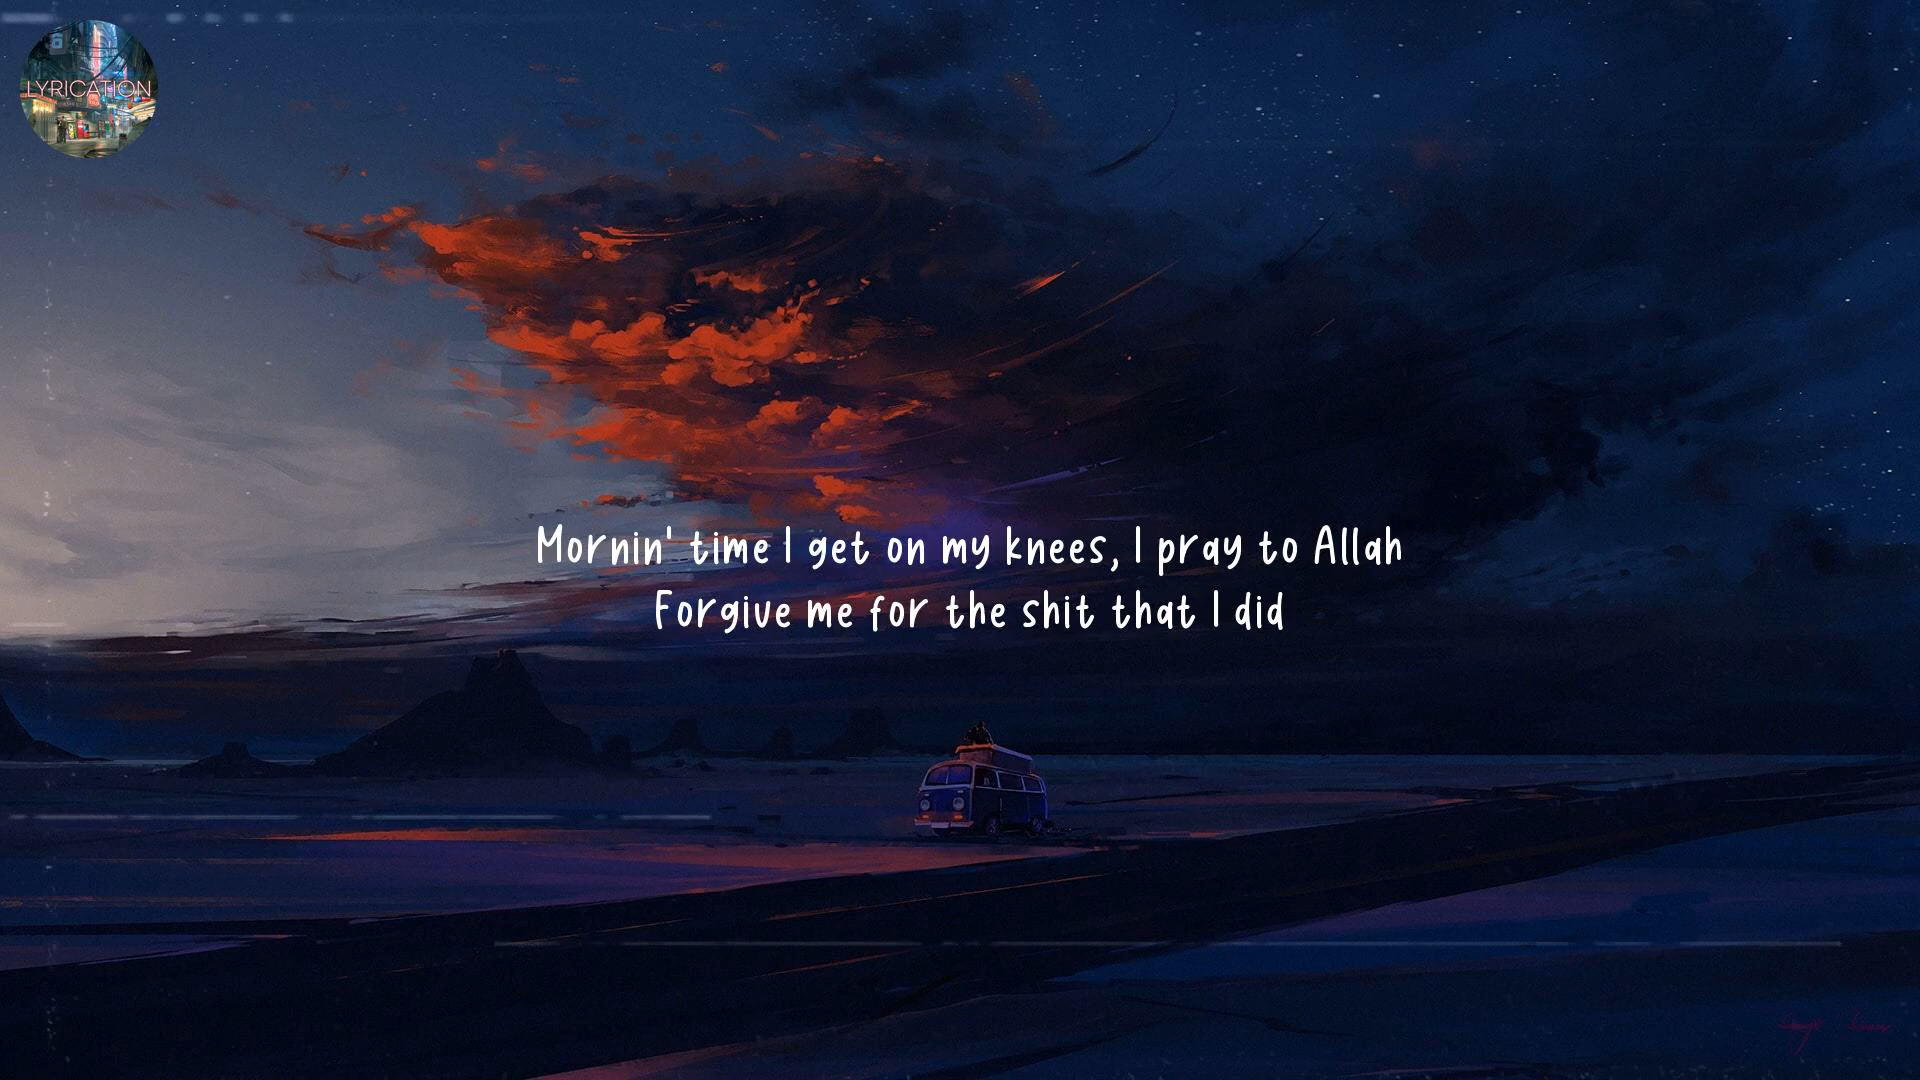 LYRICATION
Mornin' time I get on my knees, I pray to Allah
Forgive me for the shit that I did